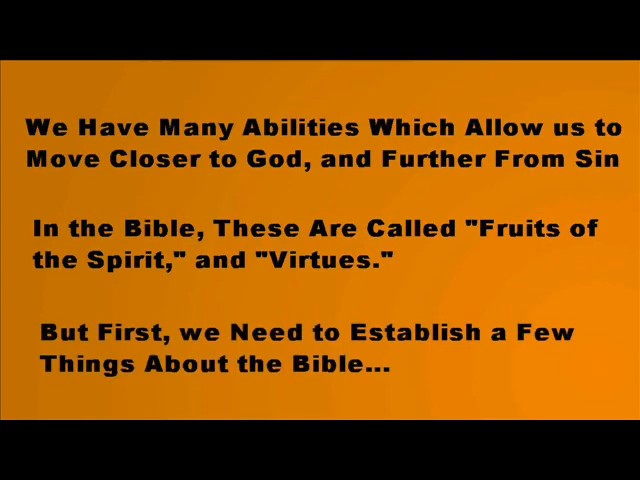 We Have Many Abilities Which Allow us to
Move Closer to God, and Further From Sin
In the Bible, These Are Called "Fruits of
the Spirit," and "Virtues."
But First, we Need to Establish a Few
Things About the Bible...